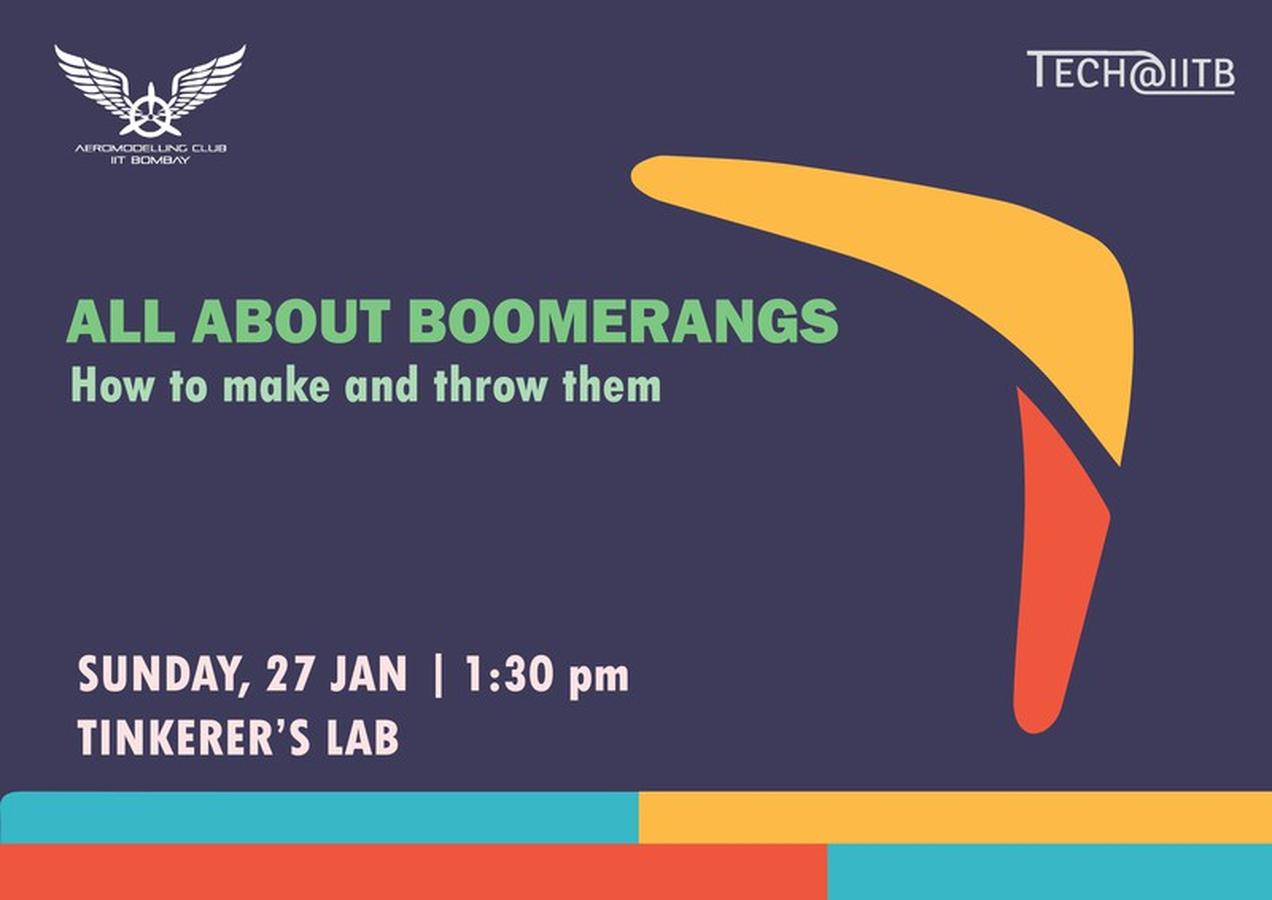 AEROMODELLING CLUB
IIT BOMBAY
TECH@IITB
ALL ABOUT BOOMERANGS
How to make and throw them
SUNDAY, 27 JAN | 1:30 pm
TINKERER'S LAB